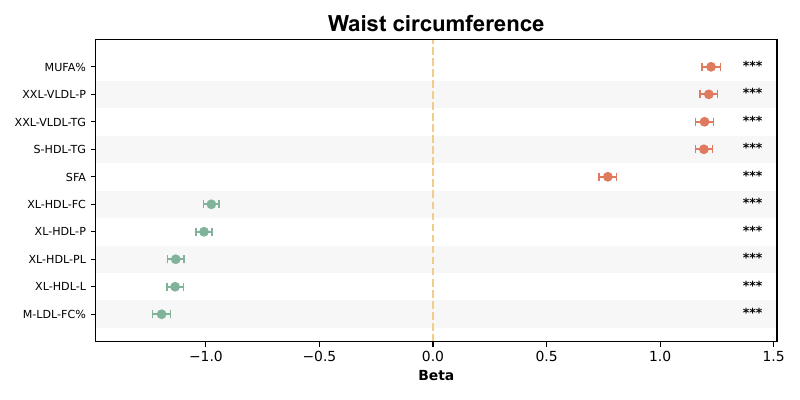 Waist circumference
MUFA% ***
XXL-VLDL-P ***
XXL-VLDL-TG ***
S-HDL-TG ***
SFA ***
XL-HDL-FC ***
XL-HDL-P ***
XL-HDL-PL ***
XL-HDL-L ***
M-LDL-FC% ***
−1.0 −0.5 0.0 0.5 1.0 1.5
Beta